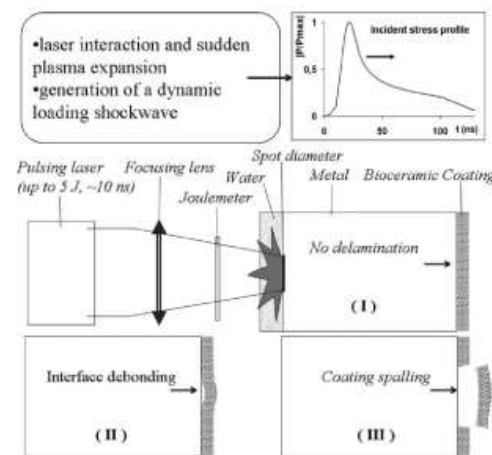 •laser interaction and sudden
plasma expansion
•generation of a dynamic
loading shockwave
|P/Pmax|
1
0,5
0
0
50
100
t (ns)
Incident stress profile
Pulsing laser
(up to 5 J, ~10 ns)
Focusing lens
Joulemeter
Water
Spot diameter
Metal
Bioceramic Coating
No delamination
( I )
Interface debonding
( II )
Coating spalling
( III )